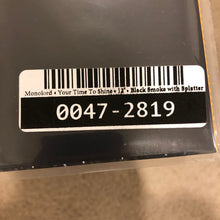 Monolord • Your Time To Shine • 12" • Black Smoke with Splatter
0047-2819